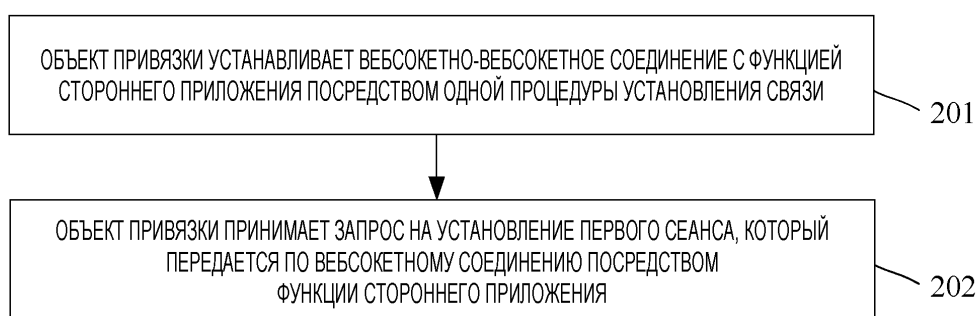 ОБЪЕКТ ПРИВЯЗКИ УСТАНАВЛИВАЕТ ВЕБСОКЕТНО-ВЕБСОКЕТНОЕ СОЕДИНЕНИЕ С ФУНКЦИЕЙ
СТОРОННЕГО ПРИЛОЖЕНИЯ ПОСРЕДСТВОМ ОДНОЙ ПРОЦЕДУРЫ УСТАНОВЛЕНИЯ СВЯЗИ
201
ОБЪЕКТ ПРИВЯЗКИ ПРИНИМАЕТ ЗАПРОС НА УСТАНОВЛЕНИЕ ПЕРВОГО СЕАНСА, КОТОРЫЙ
ПЕРЕДАЕТСЯ ПО ВЕБСОКЕТНОМУ СОЕДИНЕНИЮ ПОСРЕДСТВОМ
ФУНКЦИИ СТОРОННЕГО ПРИЛОЖЕНИЯ
202